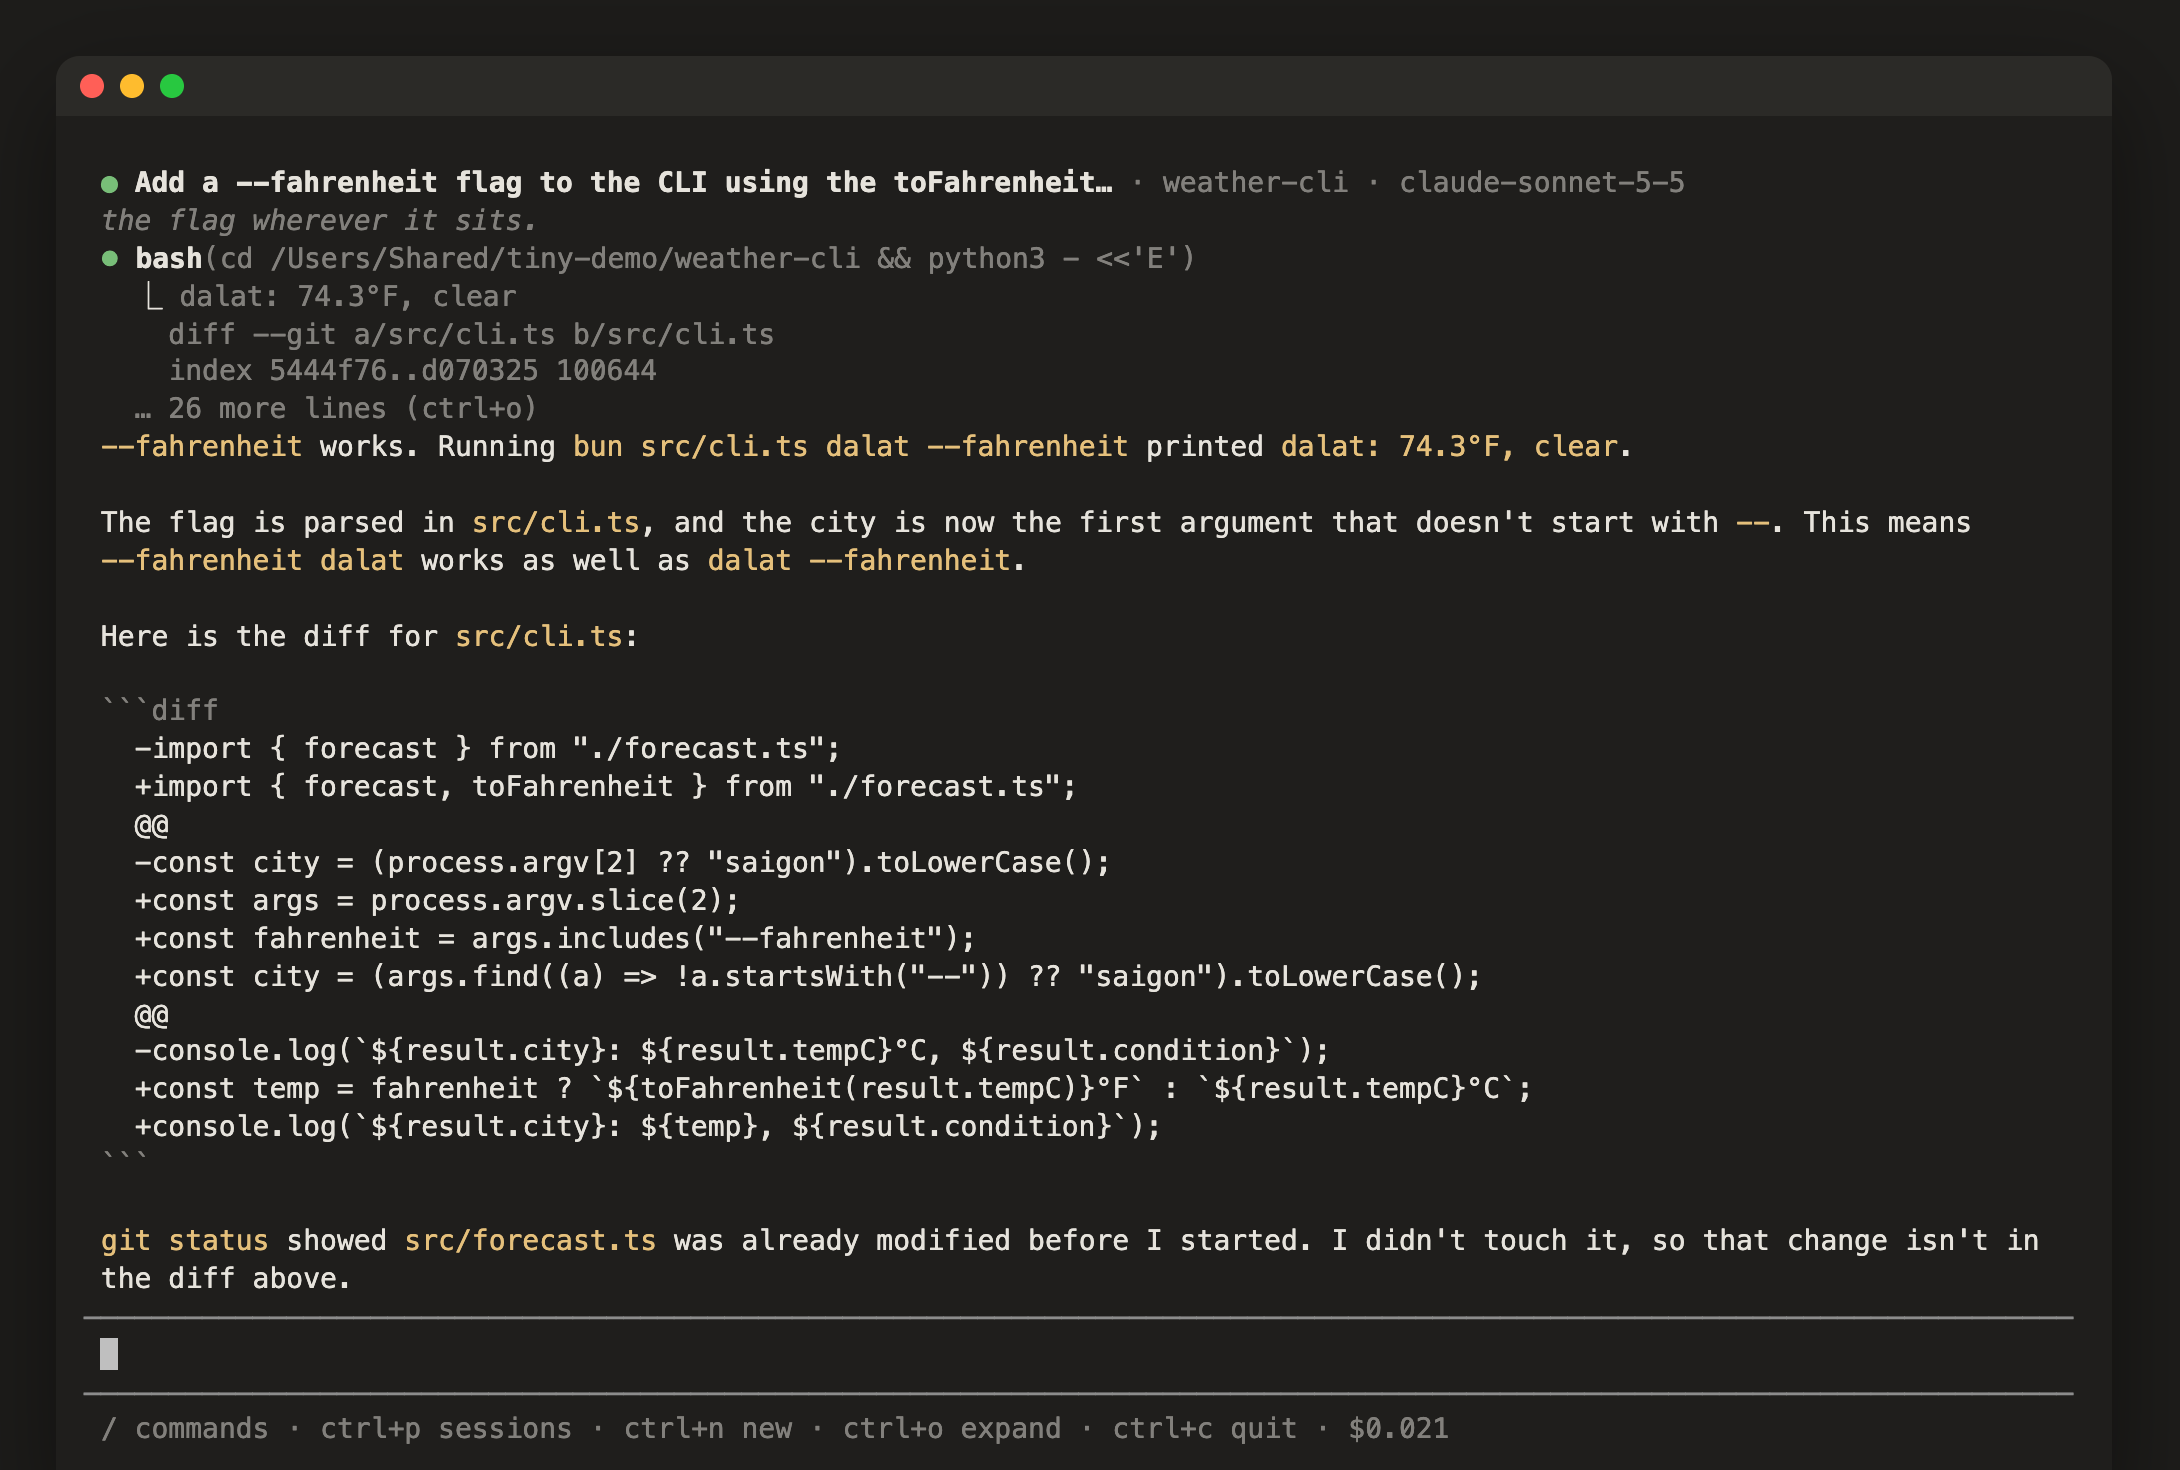 ● Add a --fahrenheit flag to the CLI using the toFahrenheit… · weather-cli · claude-sonnet-5-5
the flag wherever it sits.
● bash(cd /Users/Shared/tiny-demo/weather-cli && python3 - <<'E')
⎿ dalat: 74.3°F, clear
diff --git a/src/cli.ts b/src/cli.ts
index 5444f76..d070325 100644
… 26 more lines (ctrl+o)
--fahrenheit works. Running bun src/cli.ts dalat --fahrenheit printed dalat: 74.3°F, clear.
The flag is parsed in src/cli.ts, and the city is now the first argument that doesn't start with --. This means
--fahrenheit dalat works as well as dalat --fahrenheit.
Here is the diff for src/cli.ts:
```diff
-import { forecast } from "./forecast.ts";
+import { forecast, toFahrenheit } from "./forecast.ts";
@@
-const city = (process.argv[2] ?? "saigon").toLowerCase();
+const args = process.argv.slice(2);
+const fahrenheit = args.includes("--fahrenheit");
+const city = (args.find((a) => !a.startsWith("--")) ?? "saigon").toLowerCase();
@@
-console.log(`${result.city}: ${result.tempC}°C, ${result.condition}`);
+const temp = fahrenheit ? `${toFahrenheit(result.tempC)}°F` : `${result.tempC}°C`;
+console.log(`${result.city}: ${temp}, ${result.condition}`);
```
git status showed src/forecast.ts was already modified before I started. I didn't touch it, so that change isn't in
the diff above.
/ commands · ctrl+p sessions · ctrl+n new · ctrl+o expand · ctrl+c quit · $0.021